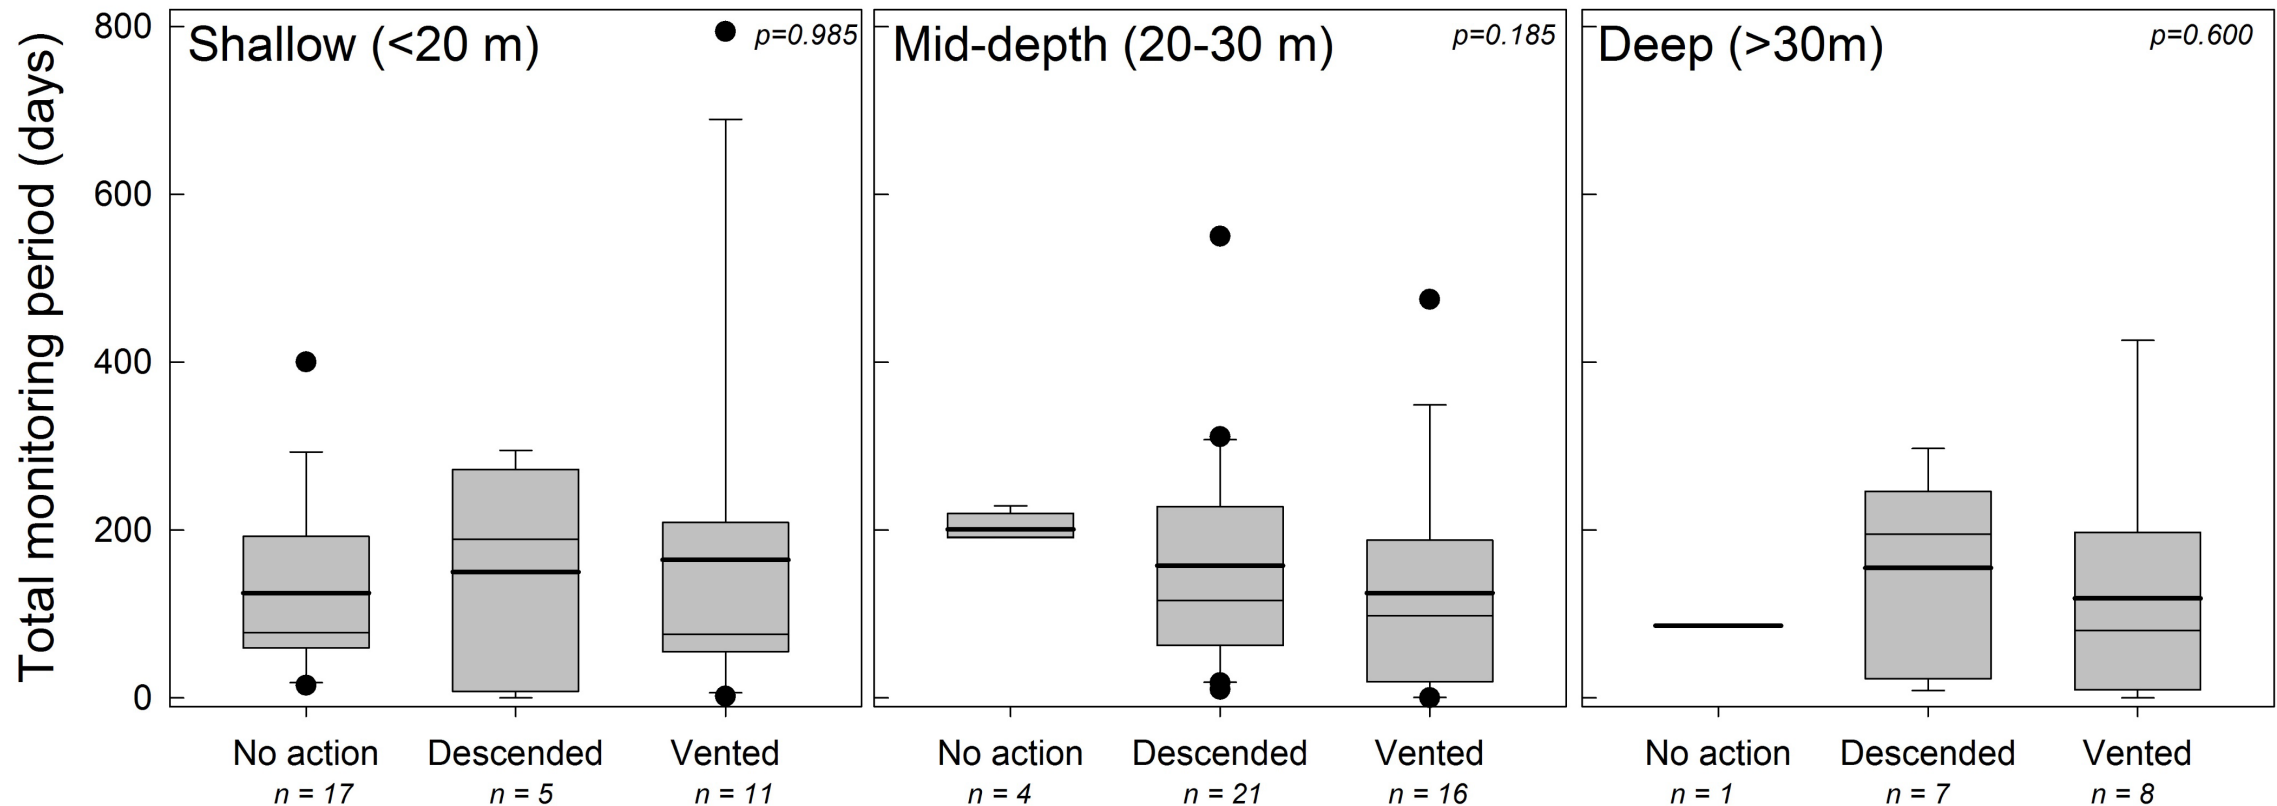 Total monitoring period (days)
800
600
400
200
0
Shallow (<20 m)
p=0.985
Mid-depth (20-30 m)
p=0.185
Deep (>30m)
p=0.600
No action Descended Vented No action Descended Vented No action Descended Vented
n = 17 n = 5 n = 11 n = 4 n = 21 n = 16 n = 1 n = 7 n = 8